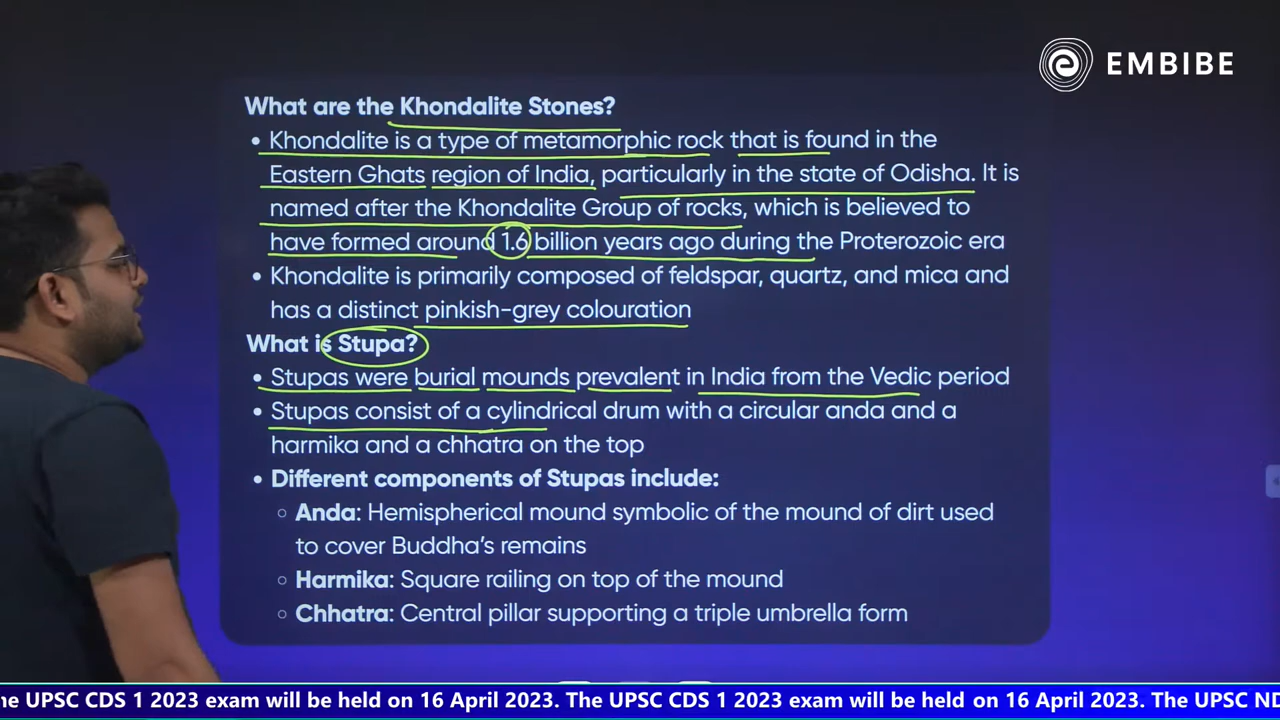 EMBIBE
What are the Khondalite Stones?
• Khondalite is a type of metamorphic rock that is found in the
Eastern Ghats region of India, particularly in the state of Odisha. It is
named after the Khondalite Group of rocks, which is believed to
have formed around 1.6 billion years ago during the Proterozoic era
• Khondalite is primarily composed of feldspar, quartz, and mica and
has a distinct pinkish-grey colouration
What is Stupa?
• Stupas were burial mounds prevalent in India from the Vedic period
• Stupas consist of a cylindrical drum with a circular anda and a
harmika and a chhatra on the top
• Different components of Stupas include:
○ Anda: Hemispherical mound symbolic of the mound of dirt used
to cover Buddha's remains
○ Harmika: Square railing on top of the mound
○ Chhatra: Central pillar supporting a triple umbrella form
he UPSC CDS 1 2023 exam will be held on 16 April 2023. The UPSC CDS 1 2023 exam will be held on 16 April 2023. The UPSC ND